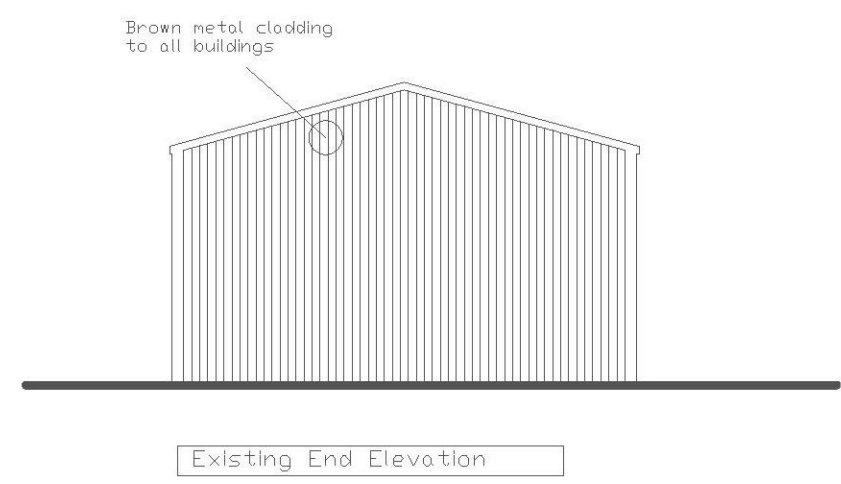 Brown metal cladding
to all buildings
Existing End Elevation